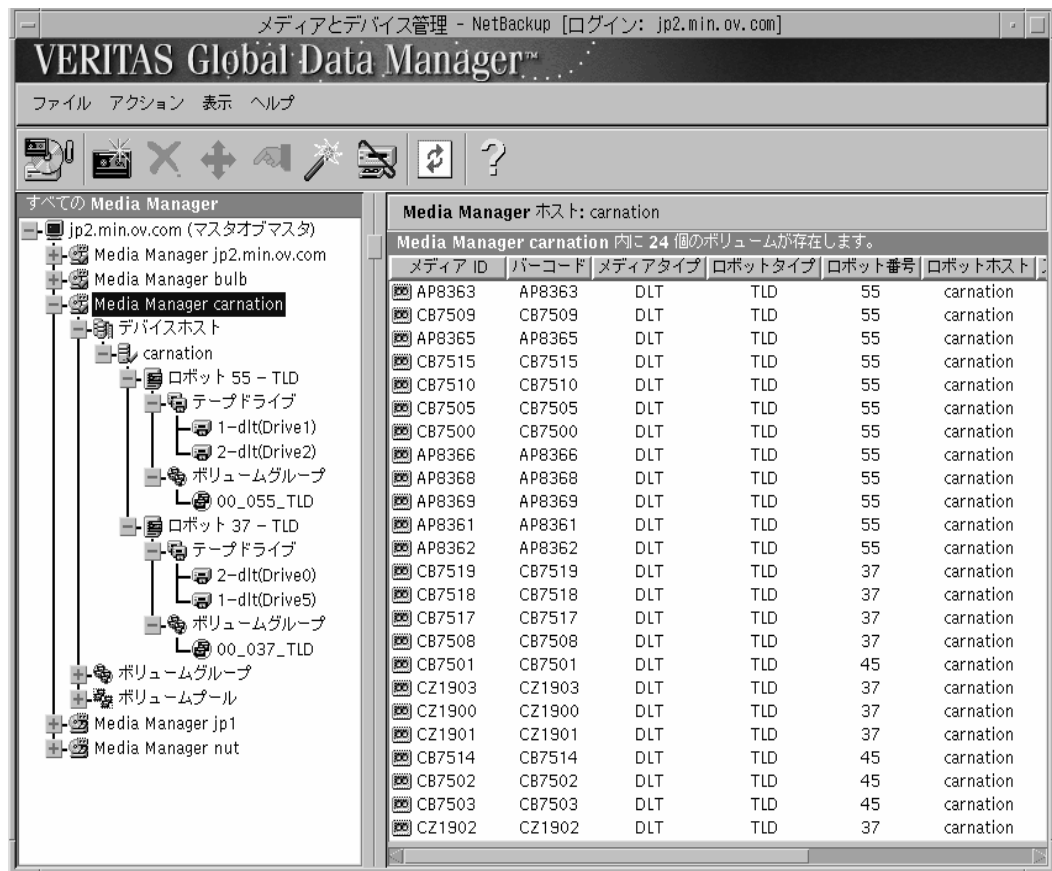 メディアとデバイス管理 - NetBackup [ログイン: jp2.min.ov.com]
VERITAS Global Data Manager™
ファイル アクション 表示 ヘルプ
すべての Media Manager
jp2.min.ov.com (マスタオブマスタ)
Media Manager jp2.min.ov.com
Media Manager bulb
Media Manager carnation
デバイスホスト
carnation
ロボット 55 – TLD
テープドライブ
1-dlt(Drive1)
2-dlt(Drive2)
ボリュームグループ
00_055_TLD
ロボット 37 – TLD
テープドライブ
2-dlt(Drive0)
1-dlt(Drive5)
ボリュームグループ
00_037_TLD
ボリュームグループ
ボリュームプール
Media Manager jp1
Media Manager nut
Media Manager ホスト: carnation
Media Manager carnation 内に 24 個のボリュームが存在します。
メディア ID バーコード メディアタイプ ロボットタイプ ロボット番号 ロボットホスト
AP8363 AP8363 DLT TLD 55 carnation
CB7509 CB7509 DLT TLD 55 carnation
AP8365 AP8365 DLT TLD 55 carnation
CB7515 CB7515 DLT TLD 55 carnation
CB7510 CB7510 DLT TLD 55 carnation
CB7505 CB7505 DLT TLD 55 carnation
CB7500 CB7500 DLT TLD 55 carnation
AP8366 AP8366 DLT TLD 55 carnation
AP8368 AP8368 DLT TLD 55 carnation
AP8369 AP8369 DLT TLD 55 carnation
AP8361 AP8361 DLT TLD 55 carnation
AP8362 AP8362 DLT TLD 55 carnation
CB7519 CB7519 DLT TLD 37 carnation
CB7518 CB7518 DLT TLD 37 carnation
CB7517 CB7517 DLT TLD 37 carnation
CB7508 CB7508 DLT TLD 37 carnation
CB7501 CB7501 DLT TLD 45 carnation
CZ1903 CZ1903 DLT TLD 37 carnation
CZ1900 CZ1900 DLT TLD 37 carnation
CZ1901 CZ1901 DLT TLD 37 carnation
CB7514 CB7514 DLT TLD 45 carnation
CB7502 CB7502 DLT TLD 45 carnation
CB7503 CB7503 DLT TLD 45 carnation
CZ1902 CZ1902 DLT TLD 37 carnation